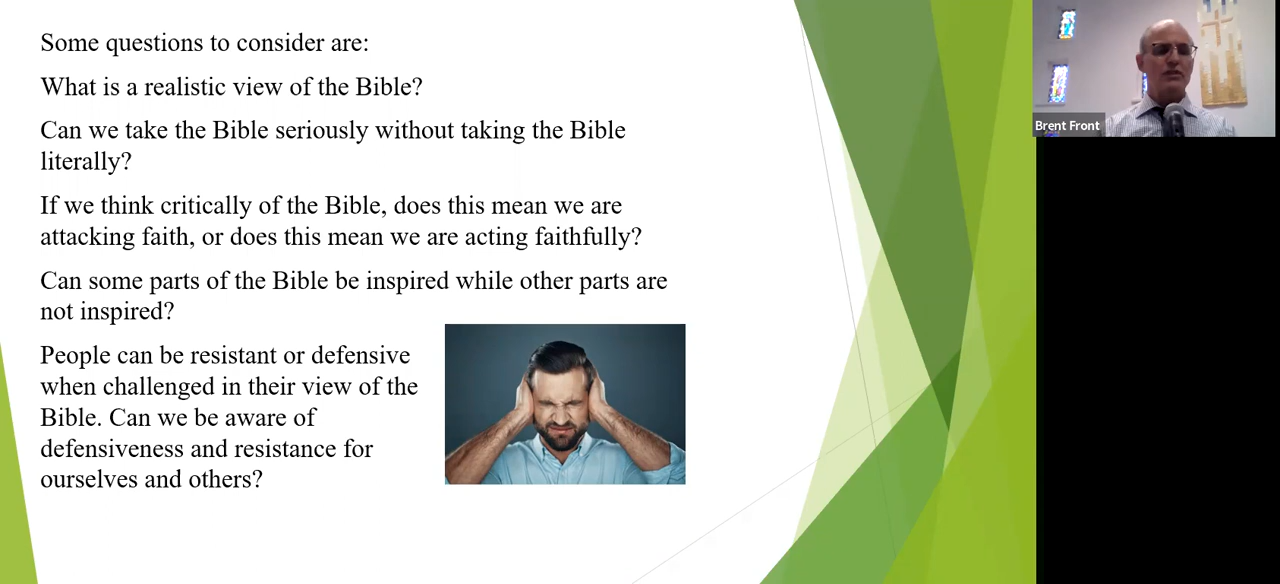 Some questions to consider are:
What is a realistic view of the Bible?
Can we take the Bible seriously without taking the Bible
literally?
If we think critically of the Bible, does this mean we are
attacking faith, or does this mean we are acting faithfully?
Can some parts of the Bible be inspired while other parts are
not inspired?
People can be resistant or defensive
when challenged in their view of the
Bible. Can we be aware of
defensiveness and resistance for
ourselves and others?
Brent Front